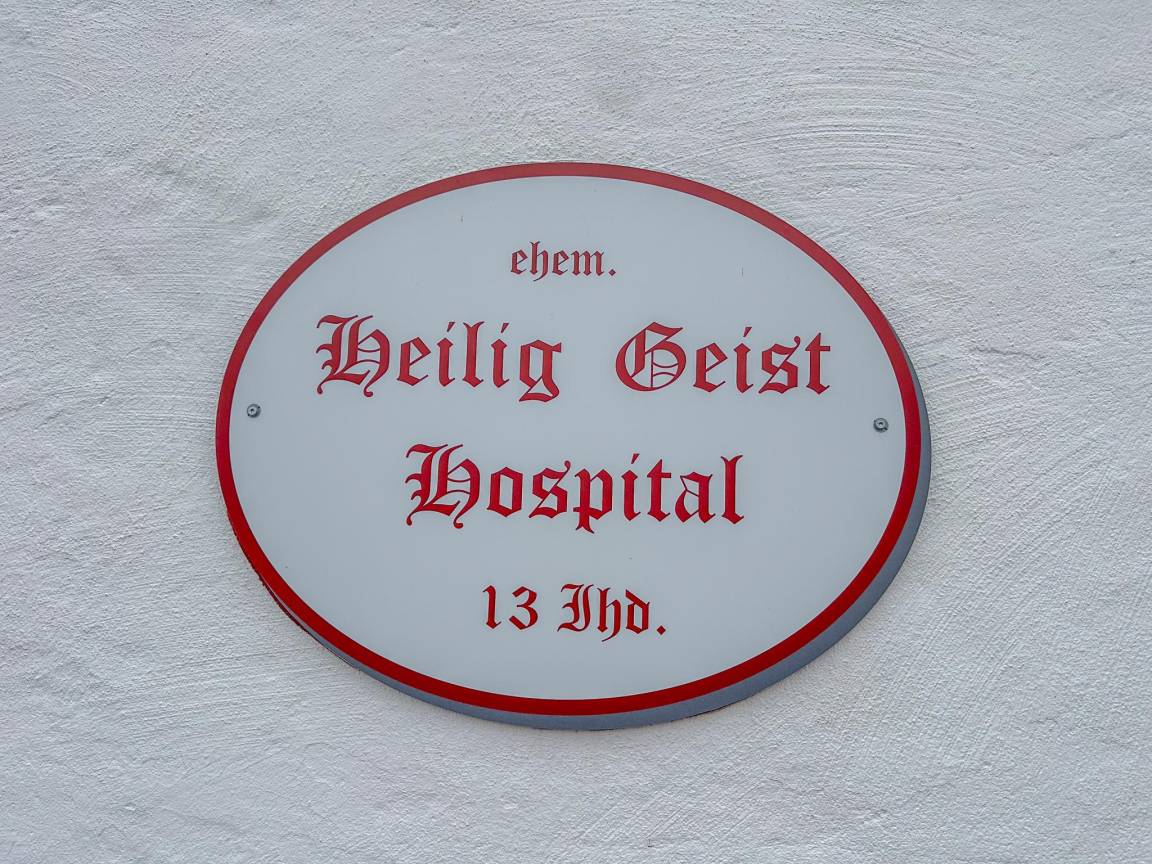 ehem.
Heilig Geist
Hospital
13 Jhd.